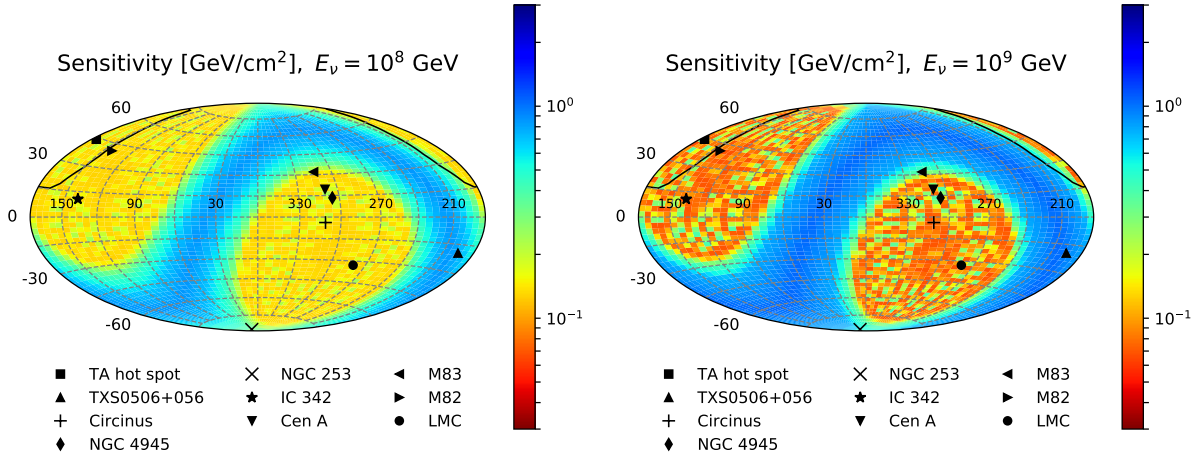 Sensitivity [GeV/cm²], E_ν = 10⁸ GeV
60
30
0
-30
-60
150 90 30 330 270 210
10⁰
10⁻¹
TA hot spot
TXS0506+056
Circinus
NGC 4945
NGC 253
IC 342
Cen A
M83
M82
LMC
Sensitivity [GeV/cm²], E_ν = 10⁹ GeV
60
30
0
-30
-60
150 90 30 330 270 210
10⁰
10⁻¹
TA hot spot
TXS0506+056
Circinus
NGC 4945
NGC 253
IC 342
Cen A
M83
M82
LMC